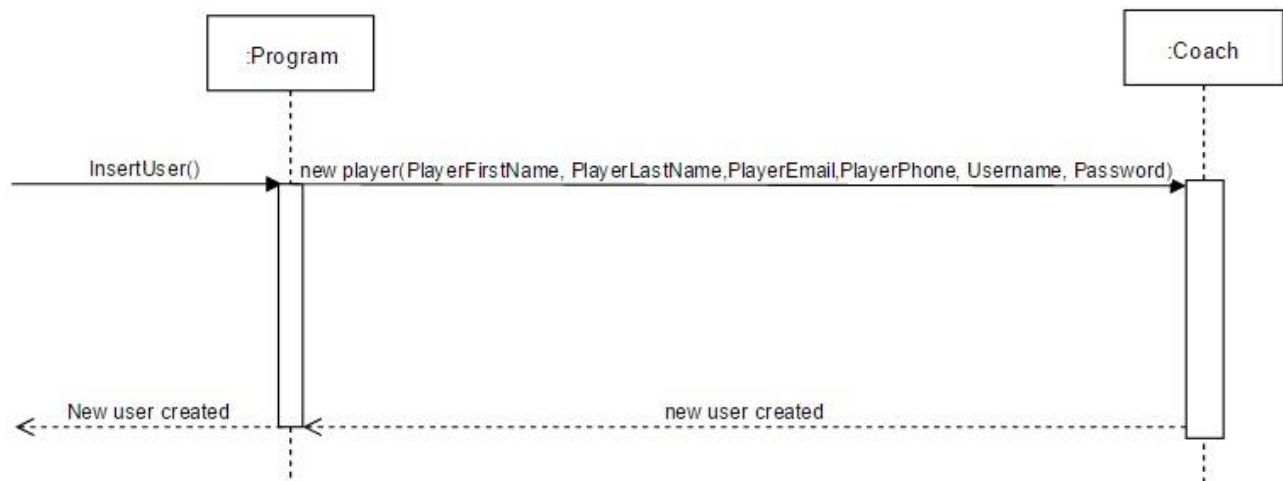 :Program
:Coach
InsertUser()
new player(PlayerFirstName, PlayerLastName,PlayerEmail,PlayerPhone, Username, Password)
New user created
new user created